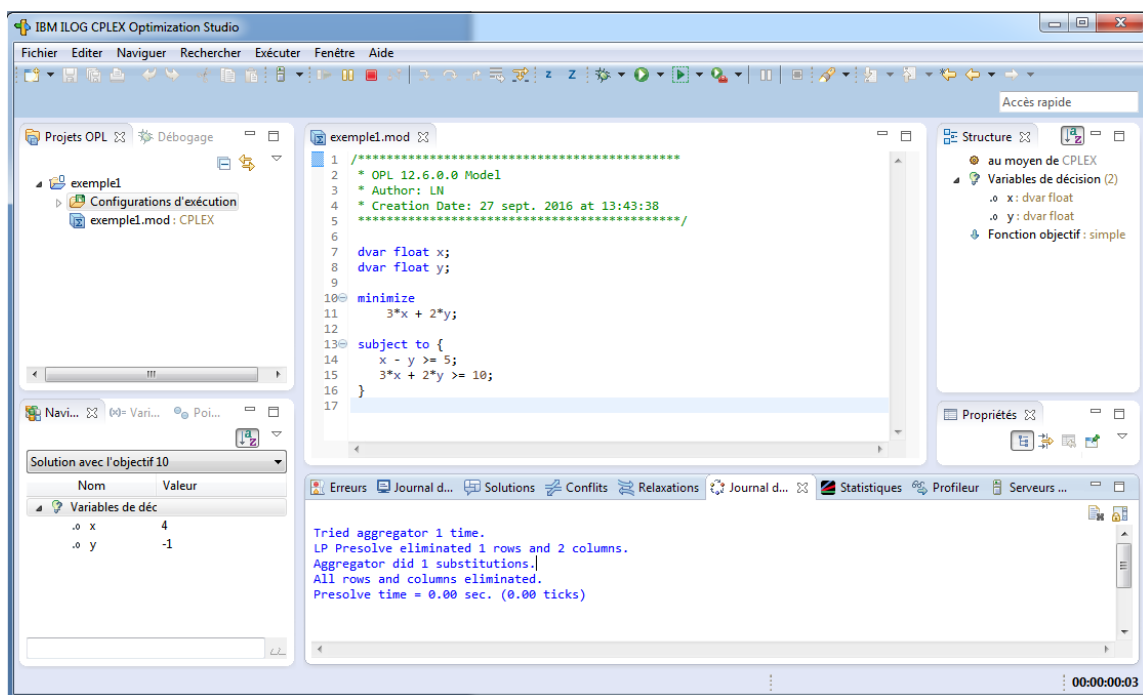 IBM ILOG CPLEX Optimization Studio
Fichier Editer Naviguer Rechercher Exécuter Fenêtre Aide
Accès rapide
Projets OPL Débogage
exemple1
Configurations d'exécution
exemple1.mod : CPLEX
exemple1.mod
1 /*********************************************
2 * OPL 12.6.0.0 Model
3 * Author: LN
4 * Creation Date: 27 sept. 2016 at 13:43:38
5 *********************************************/
6
7 dvar float x;
8 dvar float y;
9
10 minimize
11 3*x + 2*y;
12
13 subject to {
14 x - y >= 5;
15 3*x + 2*y >= 10;
16 }
17
Structure
au moyen de CPLEX
Variables de décision (2)
x : dvar float
y : dvar float
Fonction objectif : simple
Navi... (x)= Vari... Poi...
Solution avec l'objectif 10
Nom Valeur
Variables de déc
x 4
y -1
Propriétés
Erreurs Journal d... Solutions Conflits Relaxations Journal d... Statistiques Profileur Serveurs ...
Tried aggregator 1 time.
LP Presolve eliminated 1 rows and 2 columns.
Aggregator did 1 substitutions.
All rows and columns eliminated.
Presolve time = 0.00 sec. (0.00 ticks)
00:00:00:03